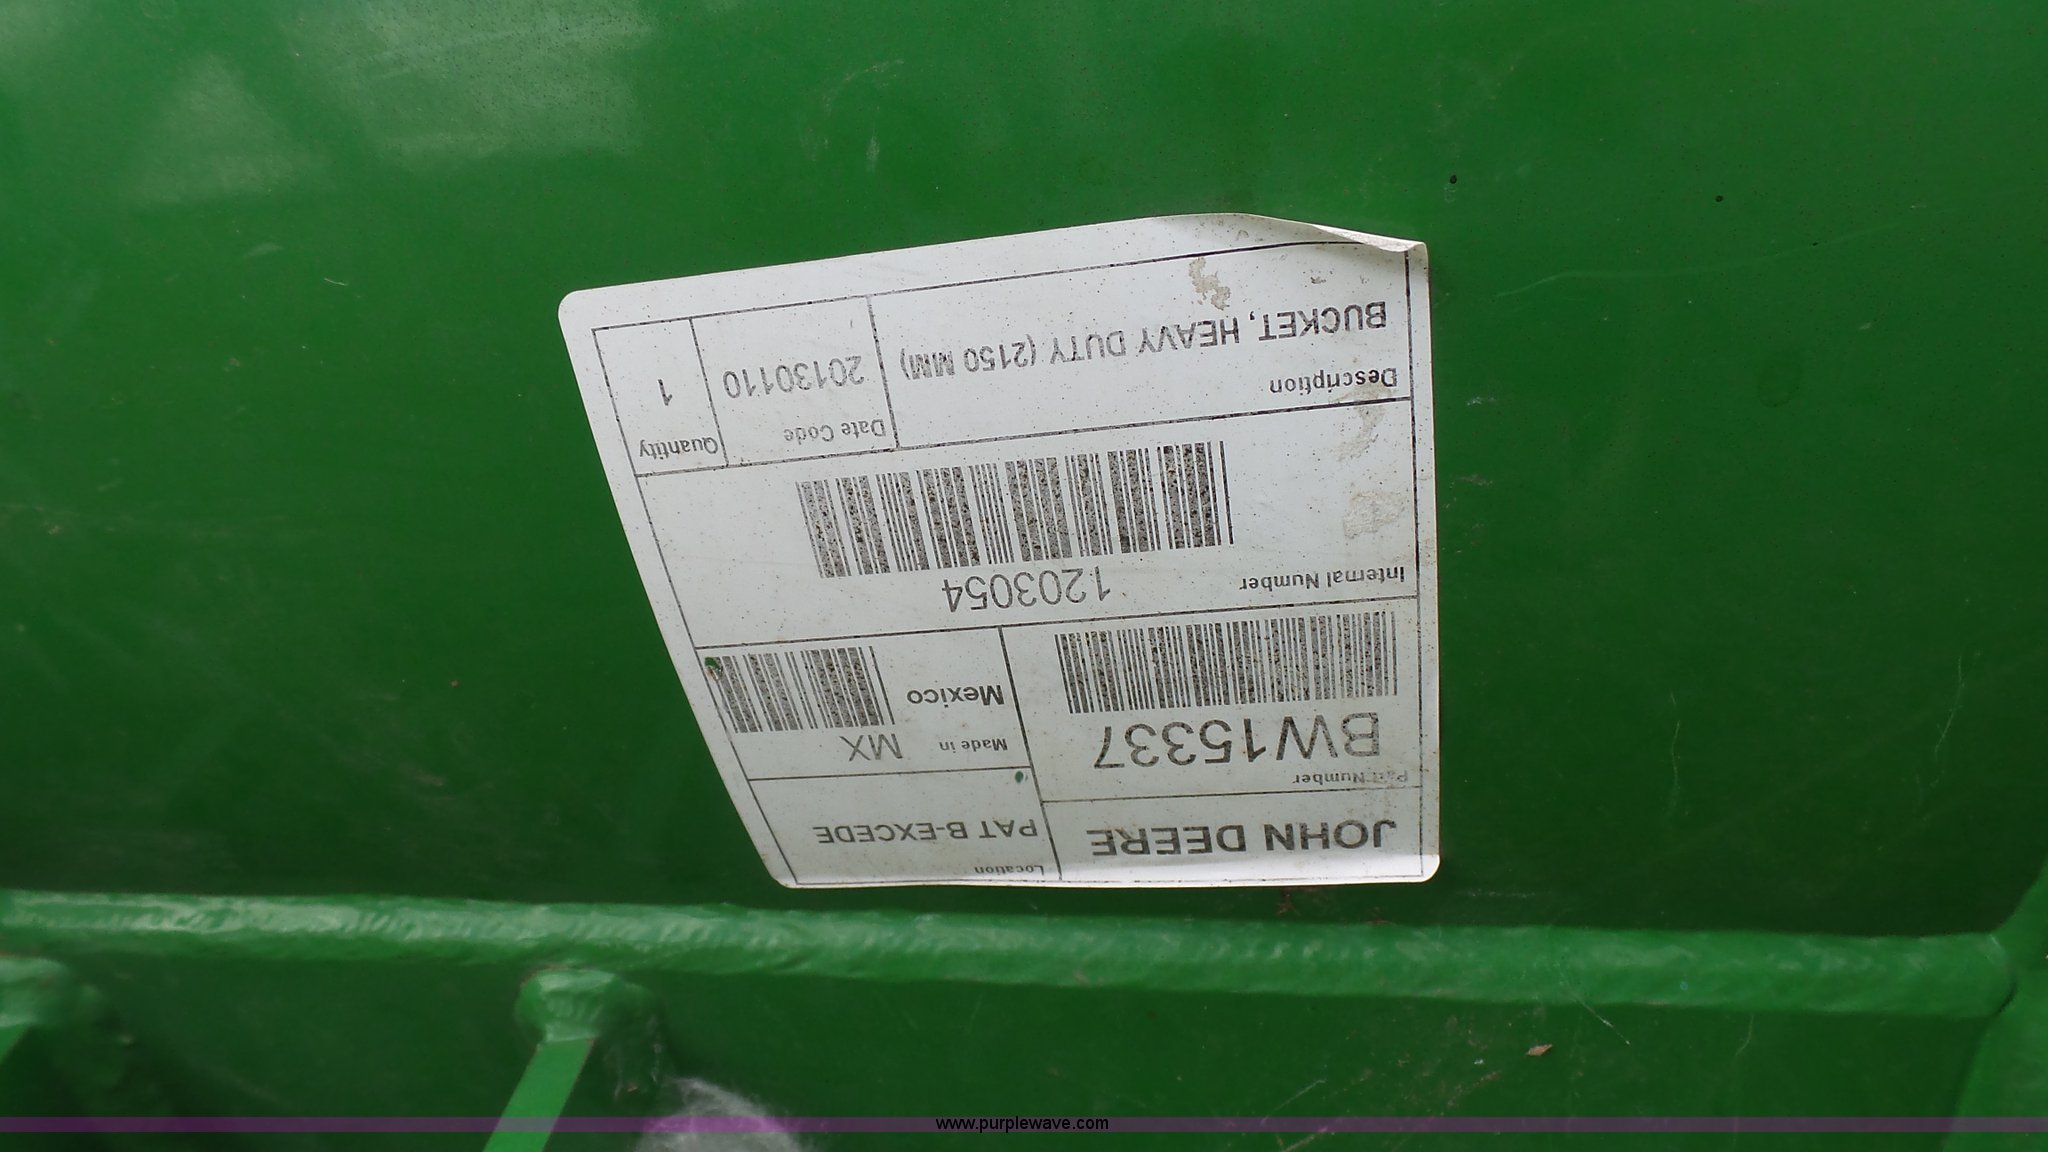 JOHN DEERE
Location
PAT B-EXCEDE
Part Number
BW15337
Made in
MX
Mexico
Internal Number
1203054
Description
BUCKET, HEAVY DUTY (2150 MM)
Date Code
20130110
Quantity
1
www.purplewave.com